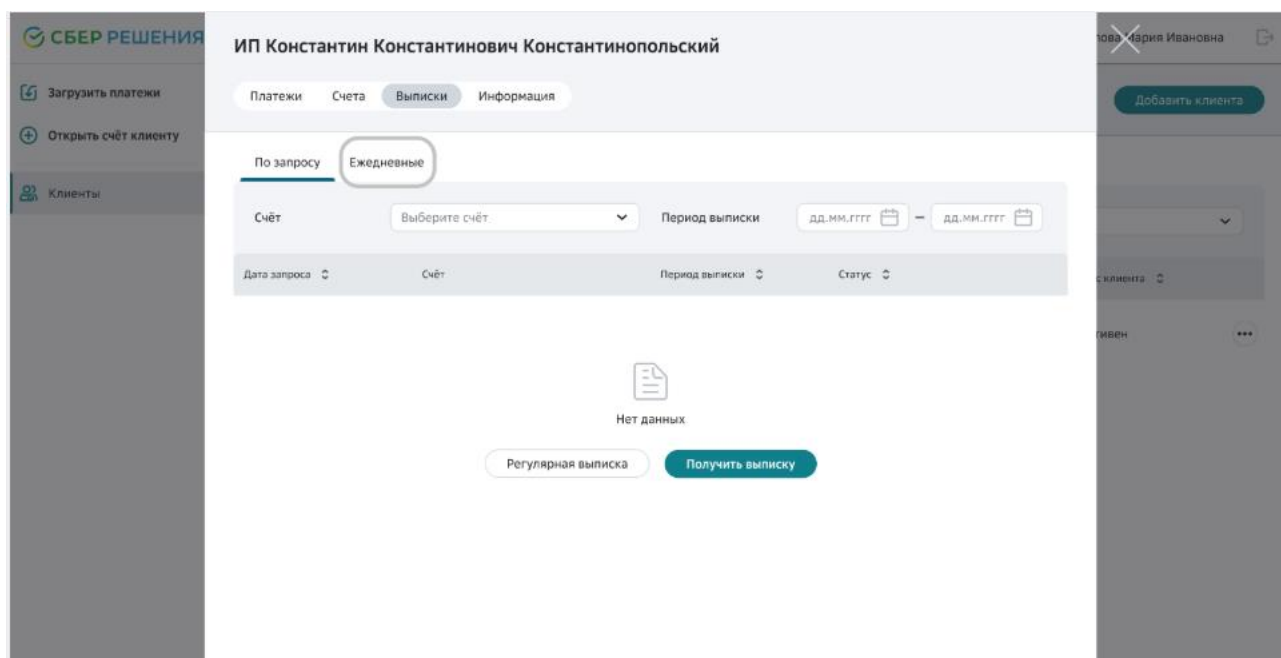 СБЕР РЕШЕНИЯ
ИП Константин Константинович Константинопольский
Мария Ивановна
Загрузить платежи
Платежи Счета Выписки Информация
Добавить клиента
Открыть счёт клиенту
По запросу Ежедневные
Клиенты
Счёт Выберите счёт Период выписки дд.мм.гггг – дд.мм.гггг
Дата запроса Счёт Период выписки Статус
клиента
Нет данных
Регулярная выписка Получить выписку